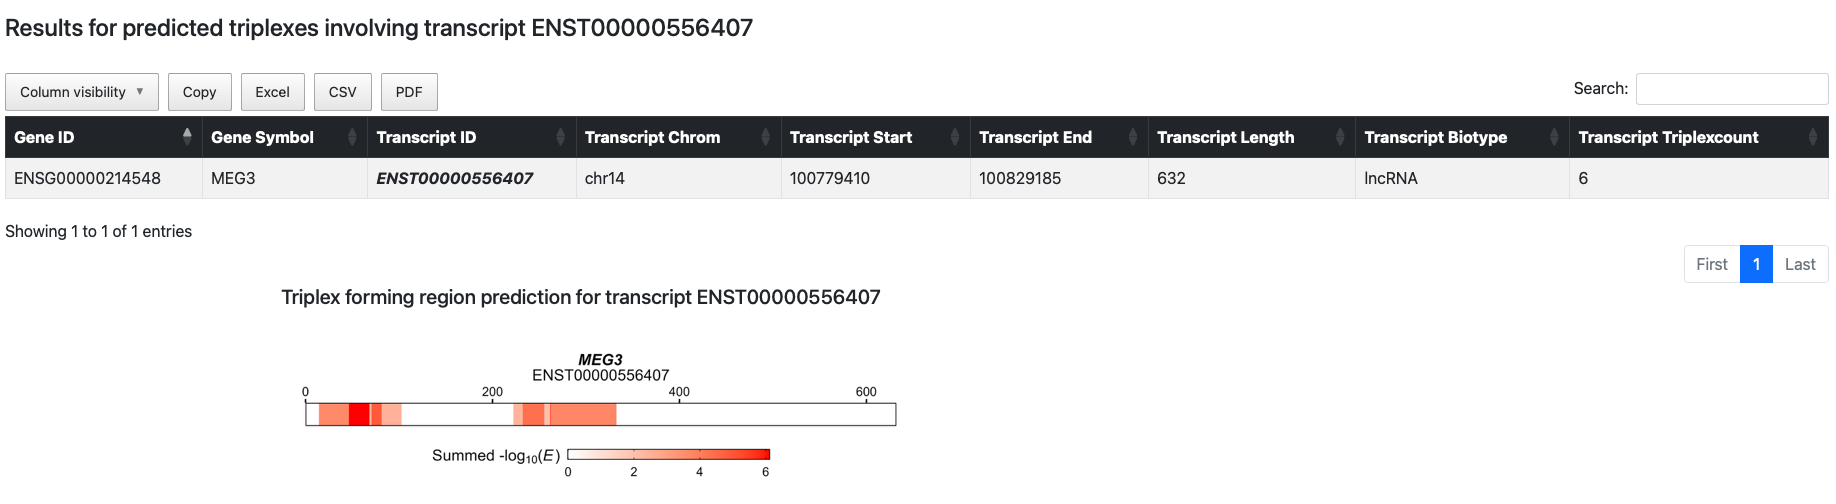 Results for predicted triplexes involving transcript ENST00000556407
Column visibility ▼ Copy Excel CSV PDF Search:
Gene ID Gene Symbol Transcript ID Transcript Chrom Transcript Start Transcript End Transcript Length Transcript Biotype Transcript Triplexcount
ENSG00000214548 MEG3 ENST00000556407 chr14 100779410 100829185 632 lncRNA 6
Showing 1 to 1 of 1 entries
First 1 Last
Triplex forming region prediction for transcript ENST00000556407
MEG3
ENST00000556407
0 200 400 600
Summed -log10(E)
0 2 4 6